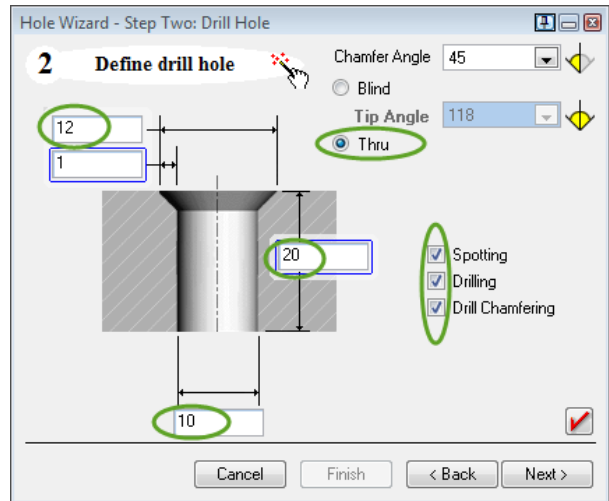 Hole Wizard - Step Two: Drill Hole
2 Define drill hole
Chamfer Angle 45
Blind
Tip Angle 118
Thru
12
1
20
Spotting
Drilling
Drill Chamfering
10
Cancel Finish < Back Next >